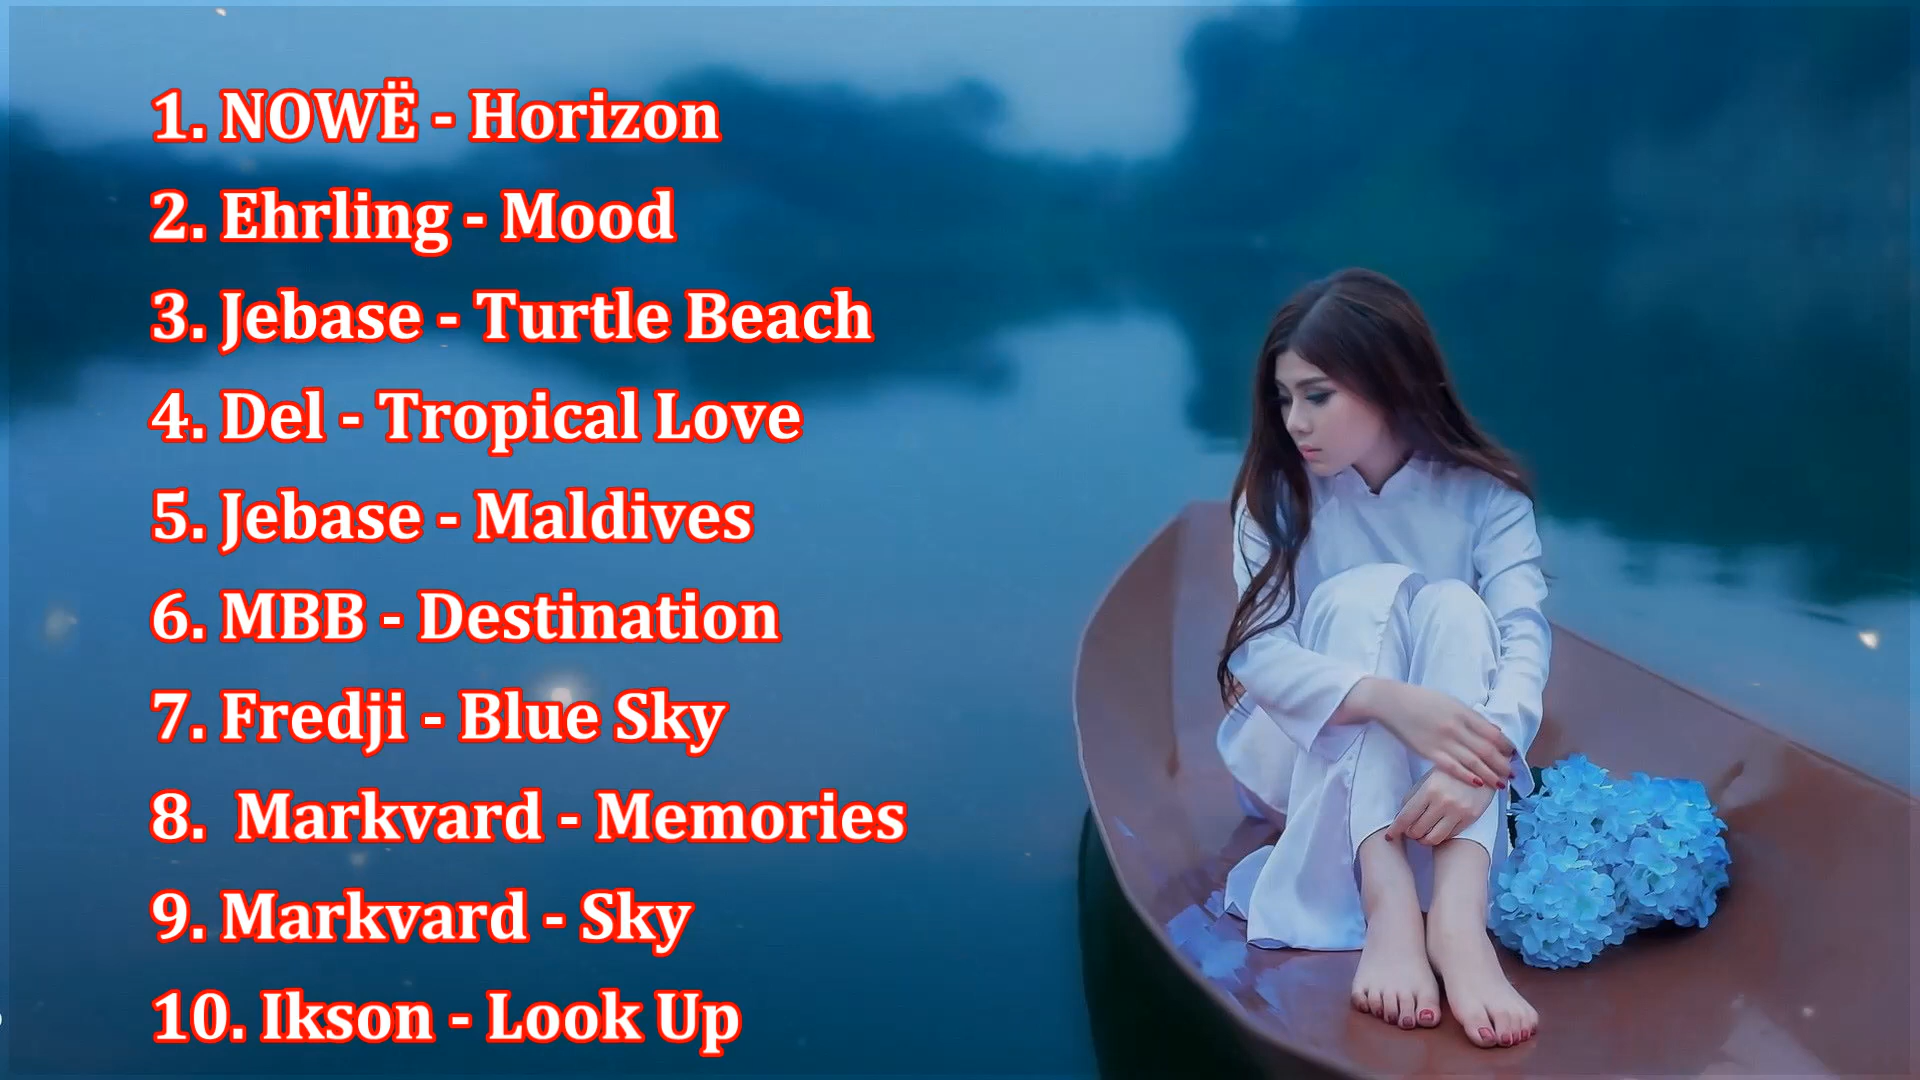 1. NOWË - Horizon
2. Ehrling - Mood
3. Jebase - Turtle Beach
4. Del - Tropical Love
5. Jebase - Maldives
6. MBB - Destination
7. Fredji - Blue Sky
8. Markvard - Memories
9. Markvard - Sky
10. Ikson - Look Up